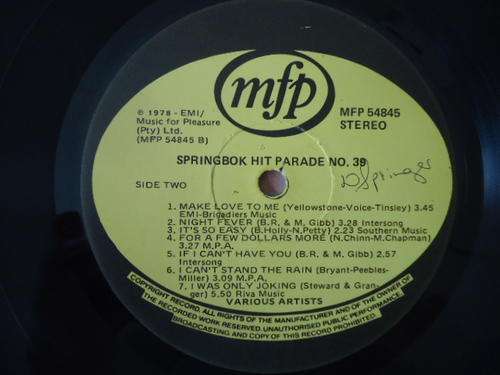 mfp
℗ 1978 - EMI/
Music for Pleasure
(Pty) Ltd.
(MFP 54845 B)
MFP 54845
STEREO
SPRINGBOK HIT PARADE NO. 39
SIDE TWO
1. MAKE LOVE TO ME (Yellowstone-Voice-Tinsley) 3.45
EMI-Brigadiers Music
2. NIGHT FEVER (B.R. & M. Gibb) 3.28 Intersong
3. IT'S SO EASY (B.Holly-N.Petty) 2.23 Southern Music
4. FOR A FEW DOLLARS MORE (N.Chinn-M.Chapman)
3.27 M.P.A.
5. IF I CAN'T HAVE YOU (B.R. & M. Gibb) 2.57
Intersong
6. I CAN'T STAND THE RAIN (Bryant-Peebles-
Miller) 3.09 M.P.A.
7. I WAS ONLY JOKING (Steward & Gran-
ger) 5.50 Riva Music
VARIOUS ARTISTS
COPYRIGHT RECORD. ALL RIGHTS OF THE MANUFACTURER AND OF THE OWNER OF
THE RECORDED WORK RESERVED. UNAUTHORISED PUBLIC PERFORMANCE.
BROADCASTING AND COPY OF THIS RECORD PROHIBITED.